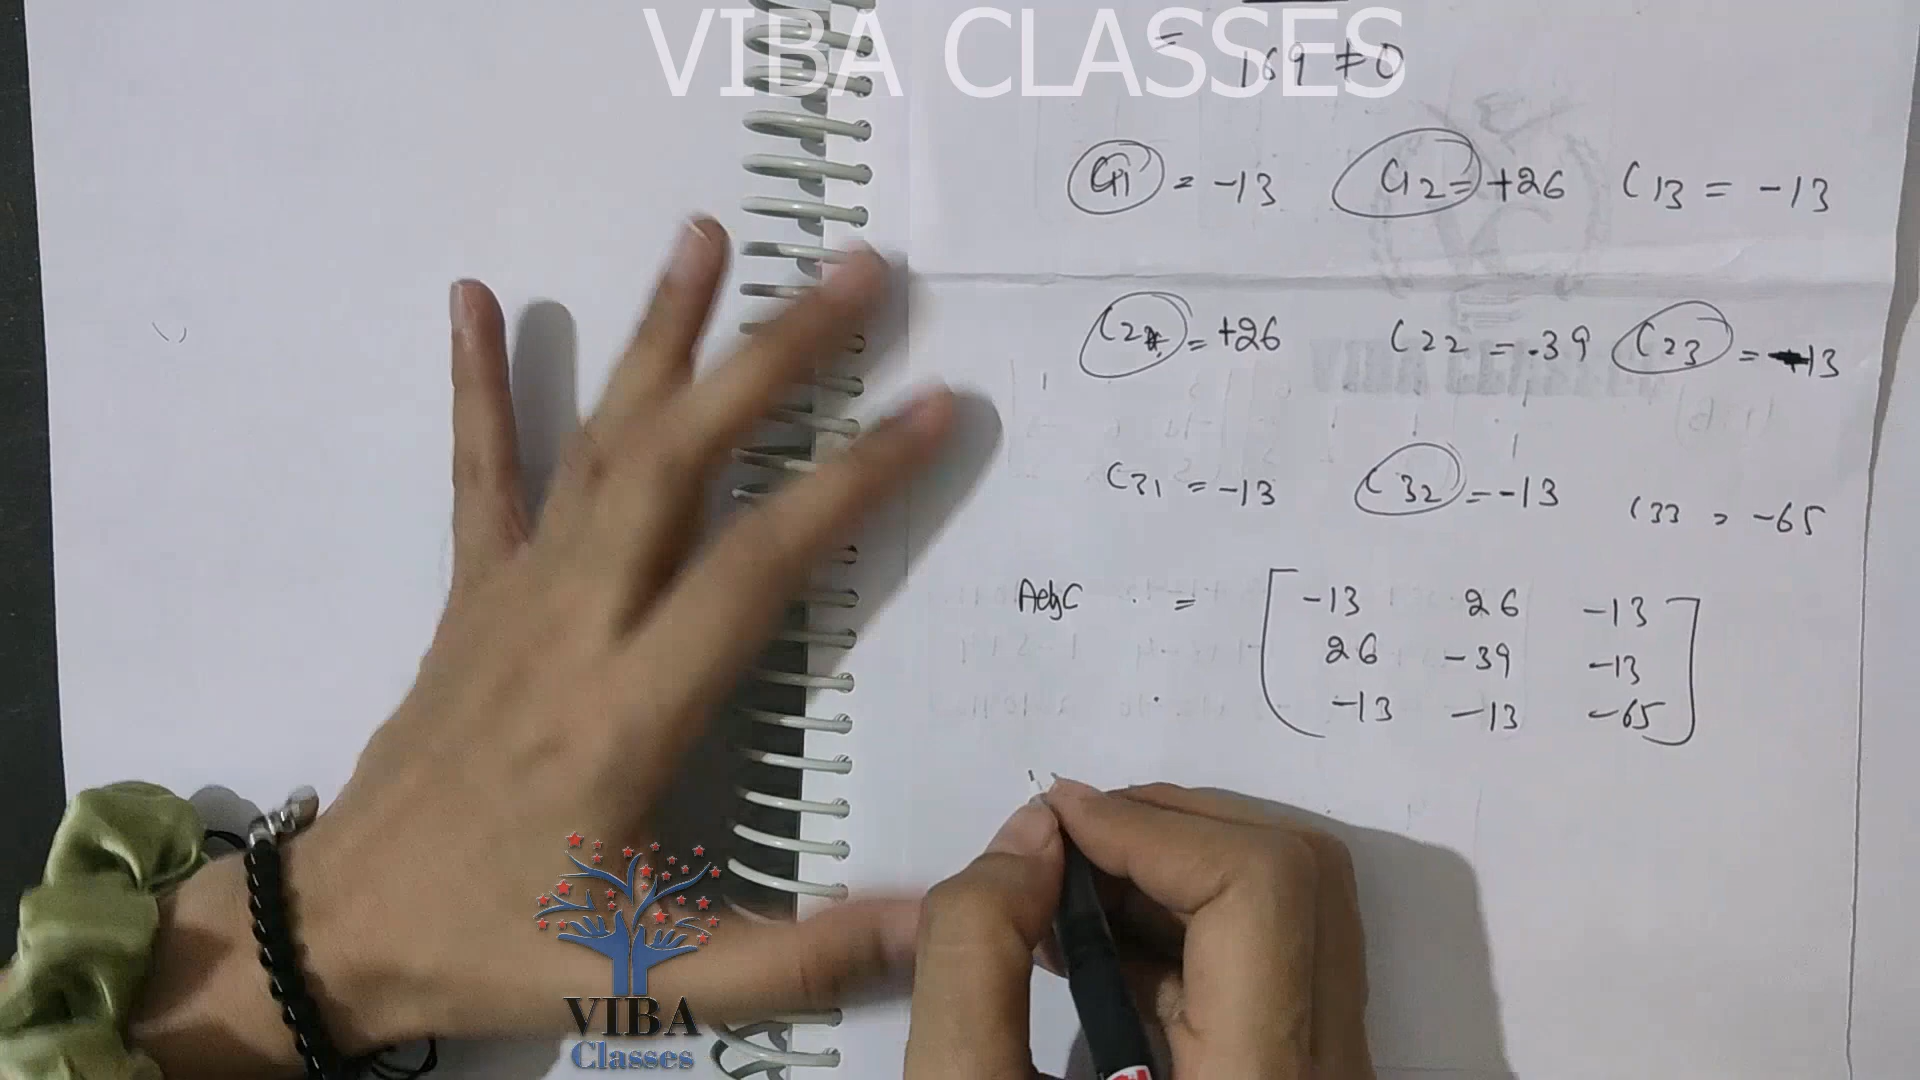 VIBA CLASSES
= 169 ≠ 0
C11 = -13 C12 = +26 C13 = -13
C21 = +26 C22 = -39 C23 = -13
C31 = -13 C32 = -13 C33 = -65
AdjC = [ -13 26 -13
26 -39 -13
-13 -13 -65 ]
VIBA
Classes